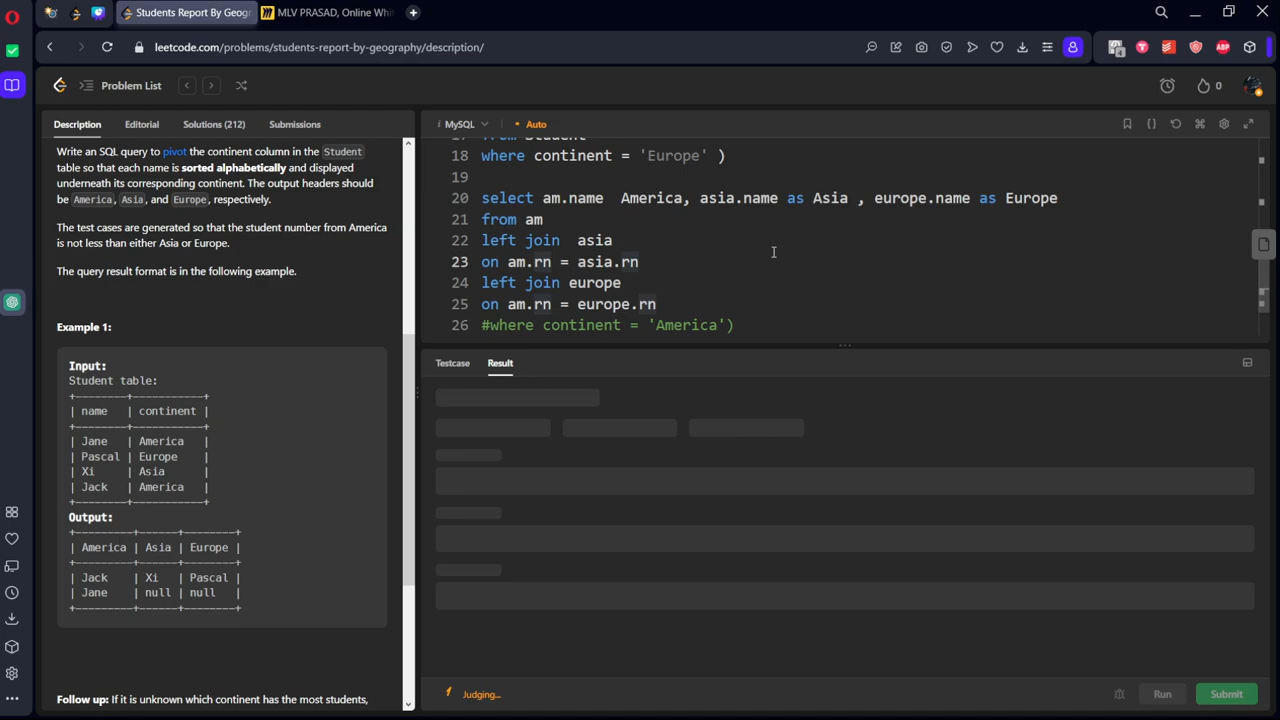 Students Report By Geogr
MLV PRASAD, Online Whi
leetcode.com/problems/students-report-by-geography/description/
4
ABP
Problem List
0
Description
Editorial
Solutions (212)
Submissions
Write an SQL query to pivot the continent column in the Student
table so that each name is sorted alphabetically and displayed
underneath its corresponding continent. The output headers should
be America, Asia, and Europe, respectively.
The test cases are generated so that the student number from America
is not less than either Asia or Europe.
The query result format is in the following example.
Example 1:
Input:
Student table:
+--------+-----------+
| name | continent |
+--------+-----------+
| Jane | America |
| Pascal | Europe |
| Xi | Asia |
| Jack | America |
+--------+-----------+
Output:
+---------+------+--------+
| America | Asia | Europe |
+---------+------+--------+
| Jack | Xi | Pascal |
| Jane | null | null |
+---------+------+--------+
Follow up: If it is unknown which continent has the most students,
i MySQL
• Auto
17 from Student
18 where continent = 'Europe' )
19
20 select am.name America, asia.name as Asia , europe.name as Europe
21 from am
22 left join asia
23 on am.rn = asia.rn
24 left join europe
25 on am.rn = europe.rn
26 #where continent = 'America')
Testcase
Result
Judging...
Run
Submit